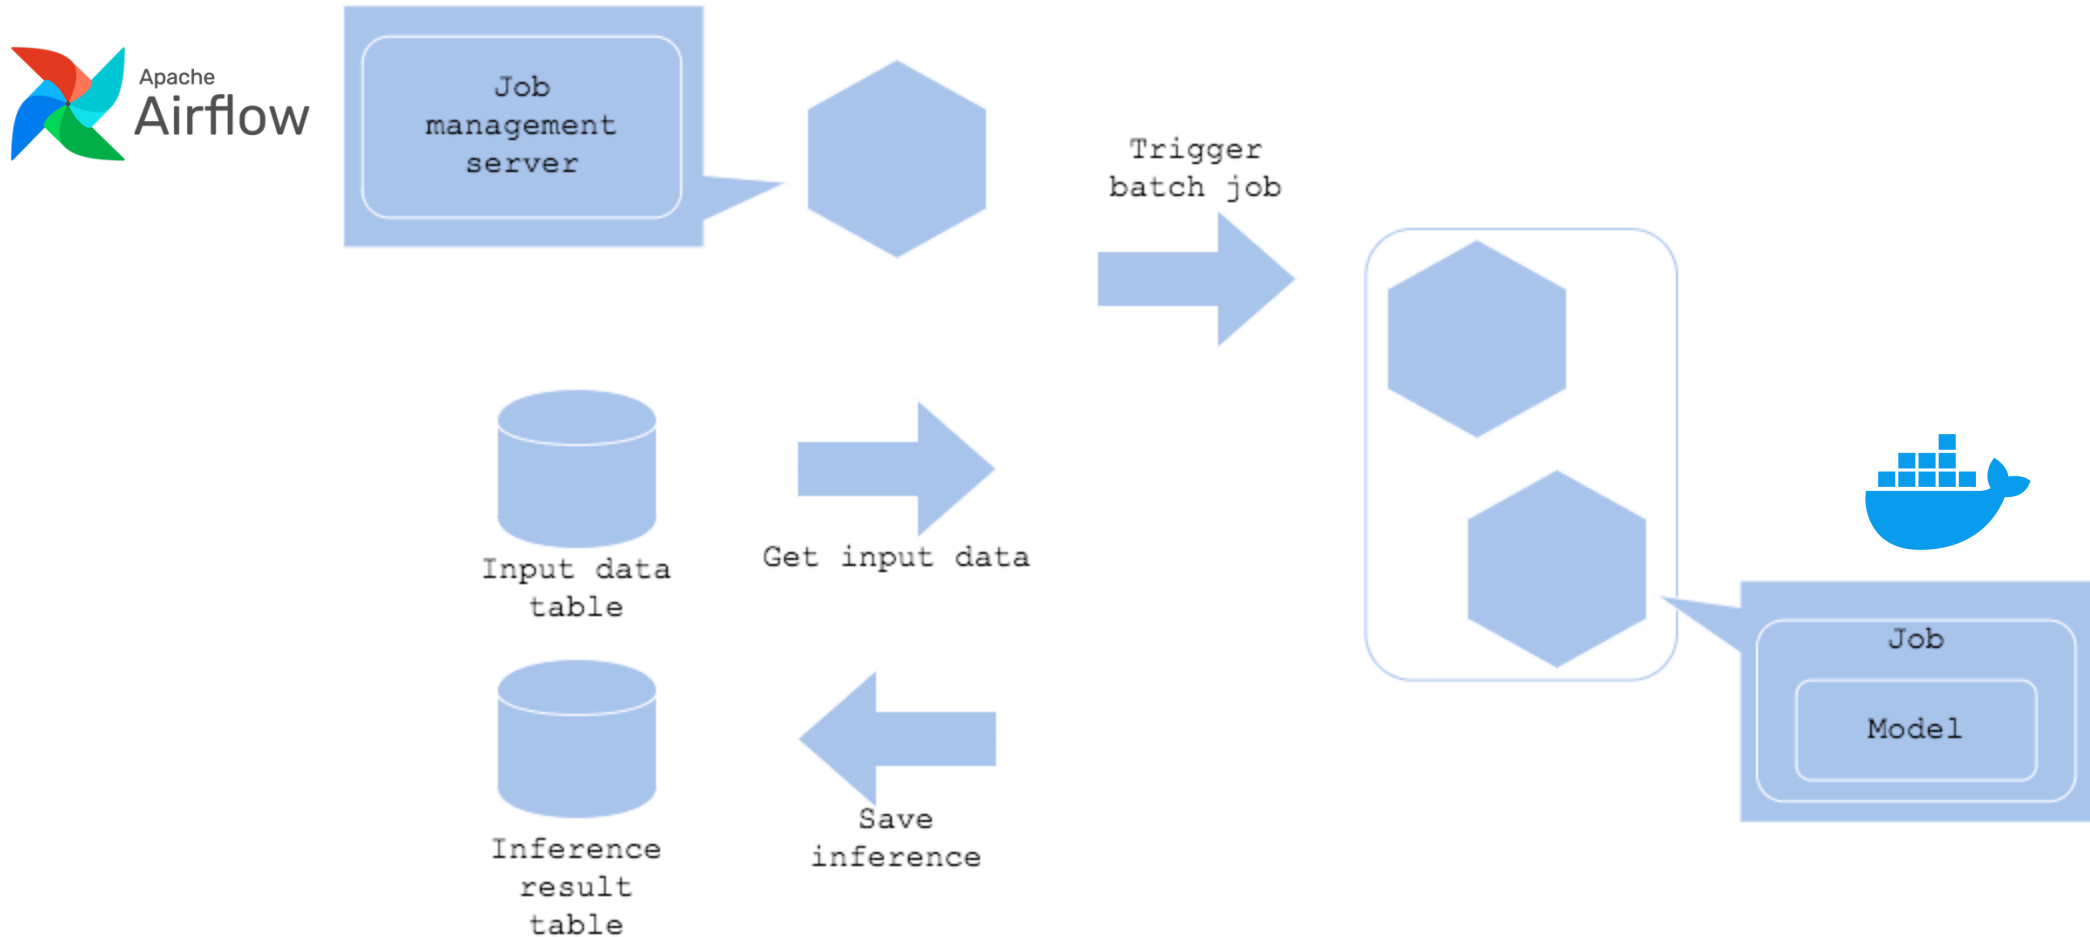 Apache
Airflow
Job
management
server
Trigger
batch job
Input data
table
Get input data
Job
Model
Inference
result
table
Save
inference